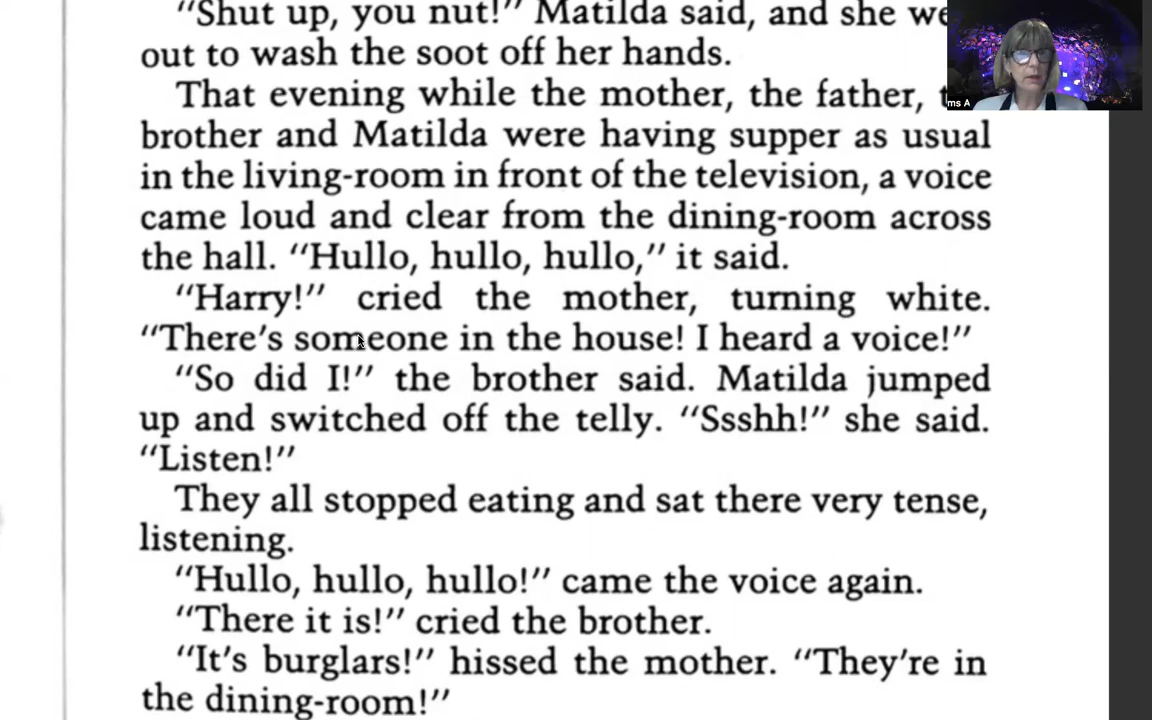 “Shut up, you nut!” Matilda said, and she
out to wash the soot off her hands.
That evening while the mother, the father,
brother and Matilda were having supper as usual
in the living-room in front of the television, a voice
came loud and clear from the dining-room across
the hall. “Hullo, hullo, hullo,” it said.
“Harry!” cried the mother, turning white.
“There’s someone in the house! I heard a voice!”
“So did I!” the brother said. Matilda jumped
up and switched off the telly. “Ssshh!” she said.
“Listen!”
They all stopped eating and sat there very tense,
listening.
“Hullo, hullo, hullo!” came the voice again.
“There it is!” cried the brother.
“It’s burglars!” hissed the mother. “They’re in
the dining-room!”
ms A